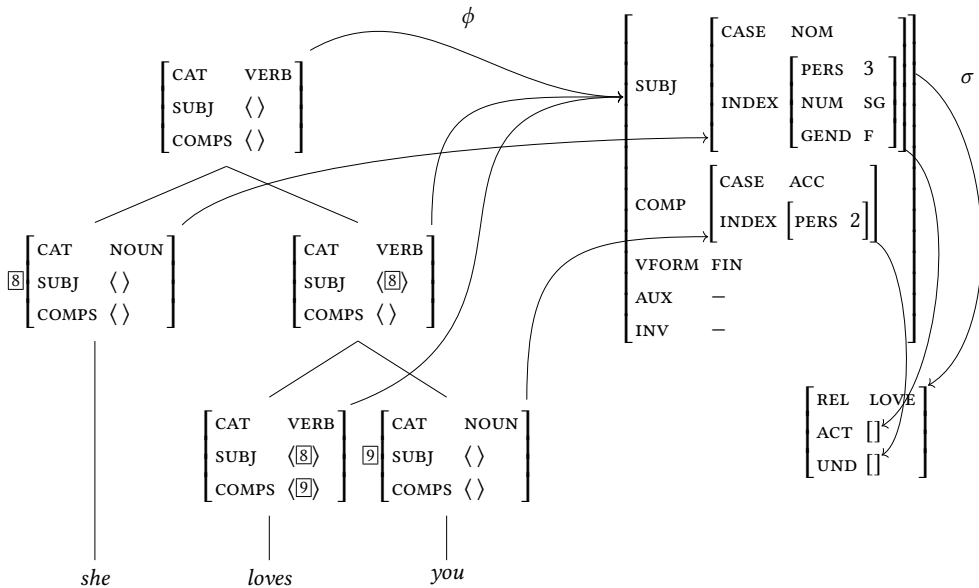 ϕ
σ
CAT VERB
SUBJ ⟨ ⟩
COMPS ⟨ ⟩
8 CAT NOUN
SUBJ ⟨ ⟩
COMPS ⟨ ⟩
CAT VERB
SUBJ ⟨8⟩
COMPS ⟨ ⟩
CAT VERB
SUBJ ⟨8⟩
COMPS ⟨9⟩
9 CAT NOUN
SUBJ ⟨ ⟩
COMPS ⟨ ⟩
she loves you
SUBJ
CASE NOM
INDEX
PERS 3
NUM SG
GEND F
COMP
CASE ACC
INDEX [PERS 2]
VFORM FIN
AUX –
INV –
REL LOVE
ACT []
UND []